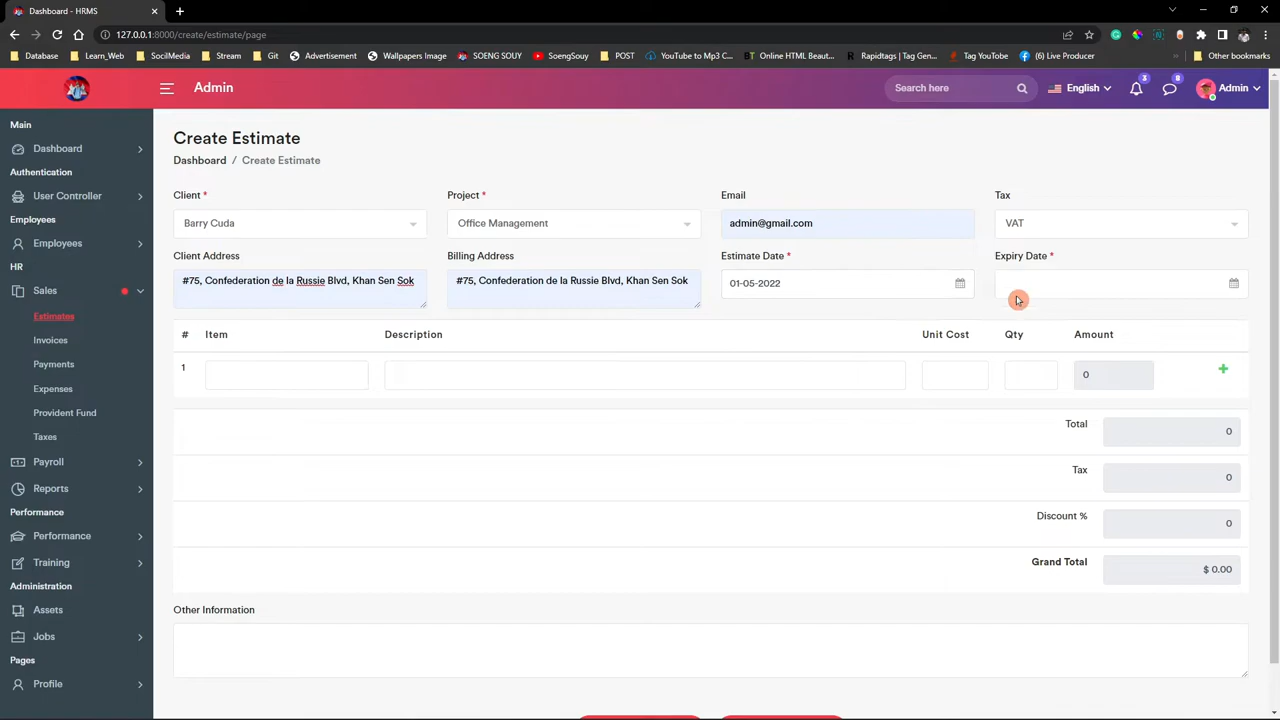 Dashboard - HRMS
127.0.0.1:8000/create/estimate/page
Database Learn_Web SocilMedia Stream Git Advertisement Wallpapers Image SOENG SOUY SoengSouy POST YouTube to Mp3 C... Online HTML Beaut... Rapidtags | Tag Gen... Tag YouTube (6) Live Producer Other bookmarks
Admin
Search here
English
3
8
Admin
Main
Dashboard
Authentication
User Controller
Employees
Employees
HR
Sales
Estimates
Invoices
Payments
Expenses
Provident Fund
Taxes
Payroll
Reports
Performance
Performance
Training
Administration
Assets
Jobs
Pages
Profile
Create Estimate
Dashboard / Create Estimate
Client * Project * Email Tax
Barry Cuda Office Management admin@gmail.com VAT
Client Address Billing Address Estimate Date * Expiry Date *
#75, Confederation de la Russie Blvd, Khan Sen Sok #75, Confederation de la Russie Blvd, Khan Sen Sok 01-05-2022
# Item Description Unit Cost Qty Amount
1 0
Total 0
Tax 0
Discount % 0
Grand Total $ 0.00
Other Information